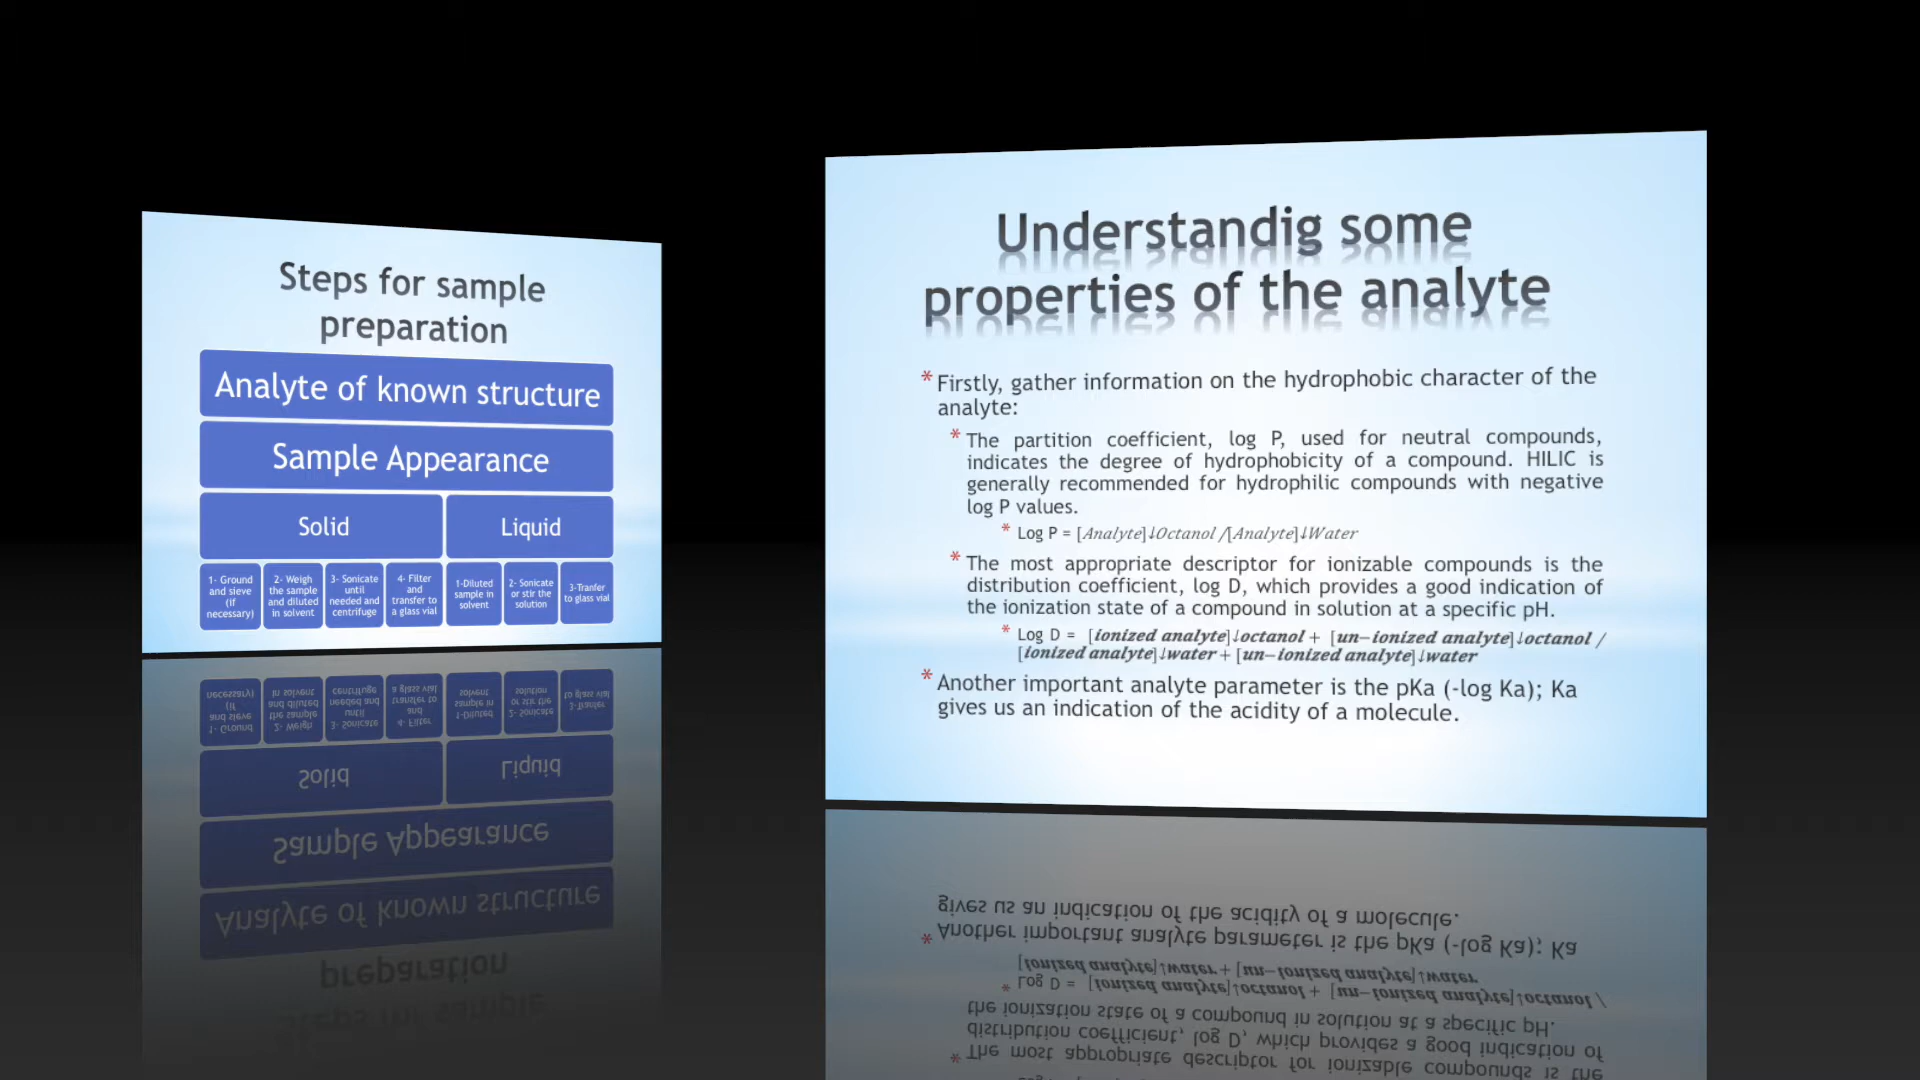 Steps for sample
preparation
Analyte of known structure
Sample Appearance
Solid
Liquid
1- Ground
and sieve
(if
necessary)
2- Weigh
the sample
and diluted
in solvent
3- Sonicate
until
needed and
centrifuge
4- Filter
and
transfer to
a glass vial
1-Diluted
sample in
solvent
2- Sonicate
or stir the
solution
3-Tranfer
to glass vial
Understandig some
properties of the analyte
* Firstly, gather information on the hydrophobic character of the
analyte:
* The partition coefficient, log P, used for neutral compounds,
indicates the degree of hydrophobicity of a compound. HILIC is
generally recommended for hydrophilic compounds with negative
log P values.
* Log P = [Analyte]↓Octanol /[Analyte]↓Water
* The most appropriate descriptor for ionizable compounds is the
distribution coefficient, log D, which provides a good indication of
the ionization state of a compound in solution at a specific pH.
* Log D = [ionized analyte]↓octanol + [un−ionized analyte]↓octanol /
[ionized analyte]↓water + [un−ionized analyte]↓water
* Another important analyte parameter is the pKa (-log Ka); Ka
gives us an indication of the acidity of a molecule.